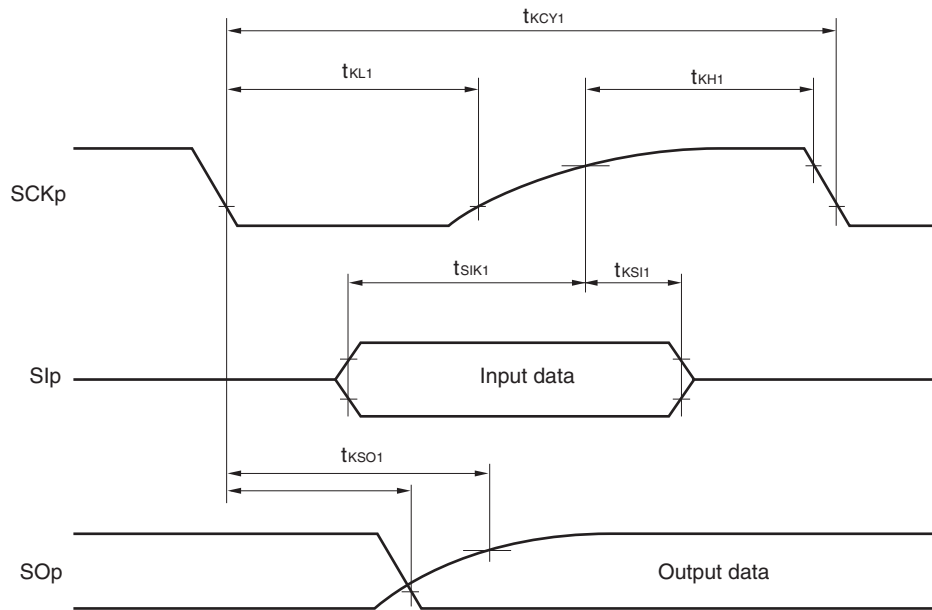 tKCY1
tKL1
tKH1
SCKp
tSIK1
tKSI1
SIp
Input data
tKSO1
SOp
Output data